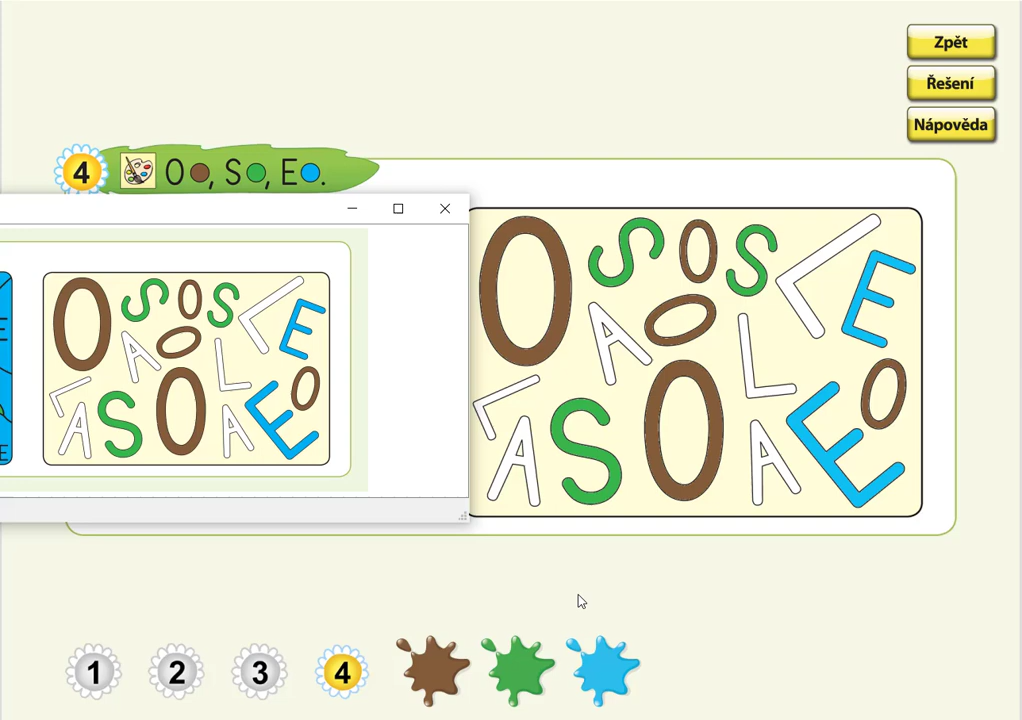 Zpět
Řešení
Nápověda
4 O , S , E .
O S O S L E
A O L O
L A S O A E
O S O S L E
A O L O
L A S O A E
E
E
1 2 3 4